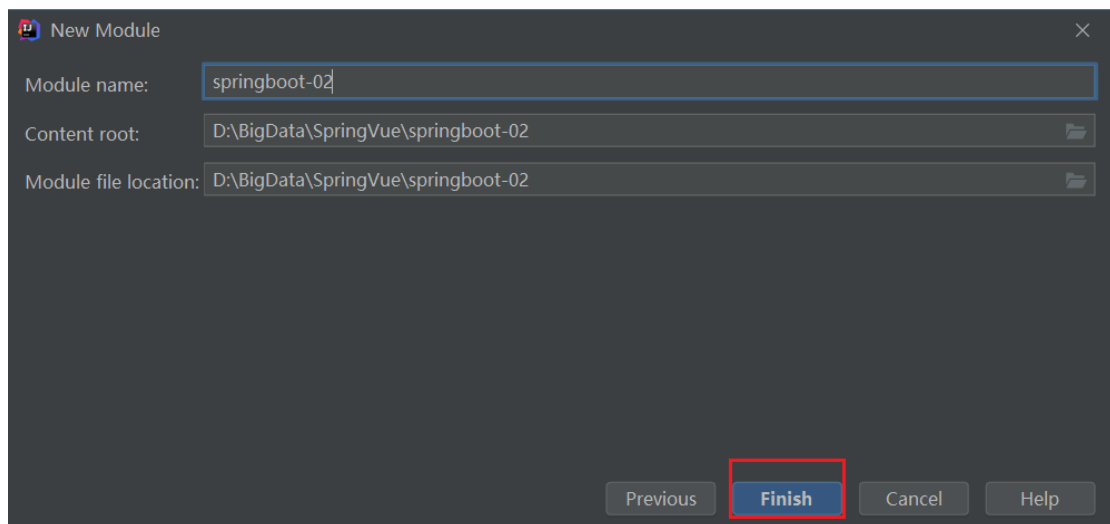 New Module
Module name: springboot-02
Content root: D:\BigData\SpringVue\springboot-02
Module file location: D:\BigData\SpringVue\springboot-02
Previous Finish Cancel Help